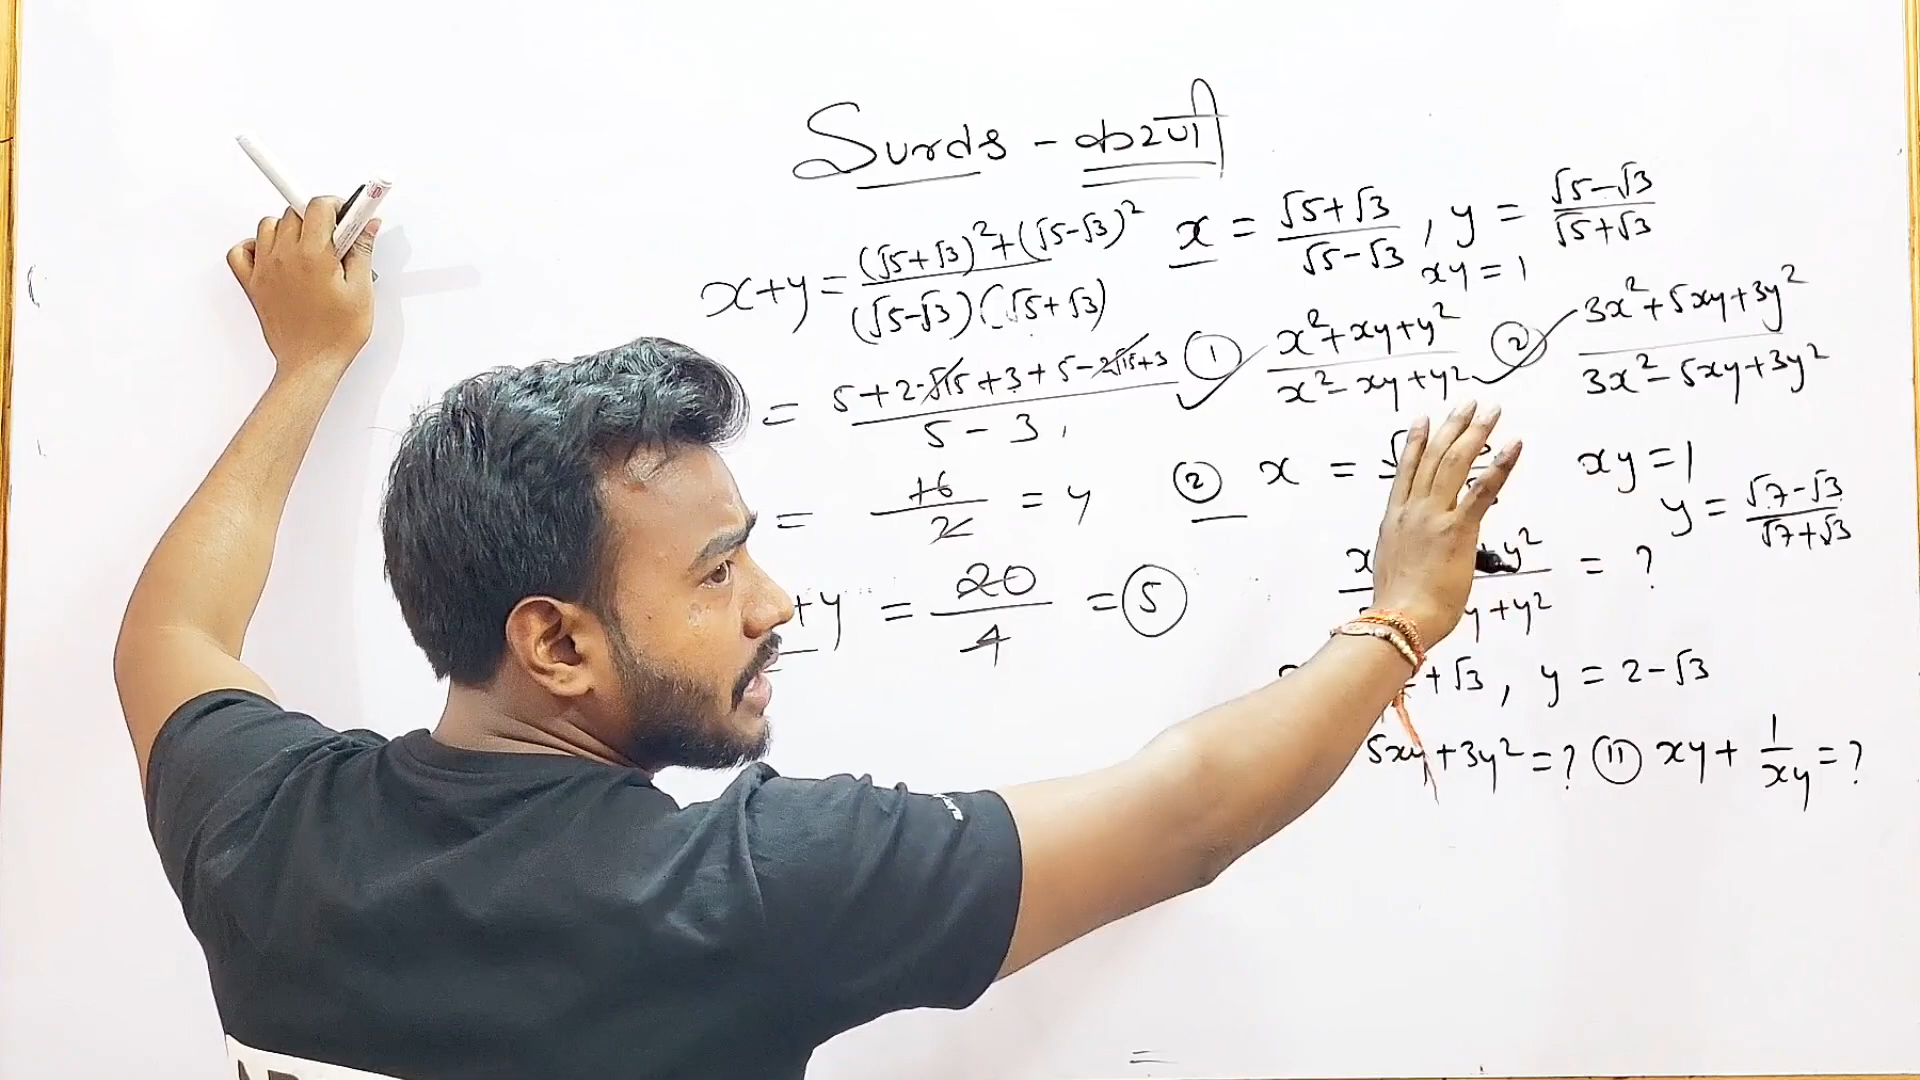 Surds - करणी
x = √5+√3 / √5-√3 , y = √5-√3 / √5+√3
xy = 1
x+y = (√5+√3)²+(√5-√3)² / (√5-√3)(√5+√3)
= 5+2·√15+3+5-2√15+3 / 5-3
= 16 / 2 =
+y = 20 / 4 = 5
① x²+xy+y² / x²-xy+y²
② 3x²+5xy+3y² / 3x²-5xy+3y²
② x = xy = 1
y = √7-√3 / √7+√3
x y² / y+y² = ?
+√3 , y = 2-√3
5xy+3y² = ? (II) xy + 1/xy = ?
=